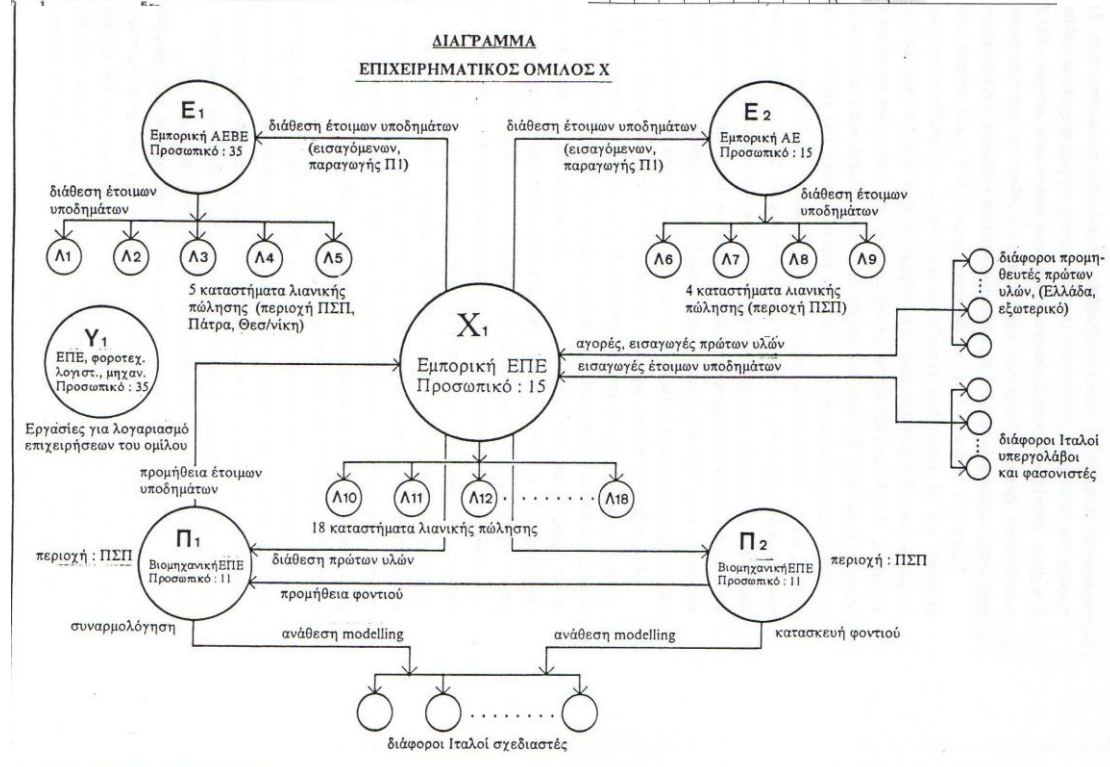 ΔΙΑΓΡΑΜΜΑ
ΕΠΙΧΕΙΡΗΜΑΤΙΚΟΣ ΟΜΙΛΟΣ Χ
Ε1
Εμπορική ΑΕΒΕ
Προσωπικό : 35
διάθεση έτοιμων υποδημάτων
(εισαγόμενων,
παραγωγής Π1)
διάθεση έτοιμων υποδημάτων
(εισαγόμενων,
παραγωγής Π1)
Ε2
Εμπορική ΑΕ
Προσωπικό : 15
διάθεση έτοιμων
υποδημάτων
διάθεση έτοιμων
υποδημάτων
Λ1 Λ2 Λ3 Λ4 Λ5
Λ6 Λ7 Λ8 Λ9
5 καταστήματα λιανικής
πώλησης (περιοχή ΠΣΠ,
Πάτρα, Θεσ/νίκη)
4 καταστήματα λιανικής
πώλησης (περιοχή ΠΣΠ)
διάφοροι προμη-
θευτές πρώτων
υλών, (Ελλάδα,
εξωτερικό)
Υ1
ΕΠΕ, φοροτεχ.
λογιστ., μηχαν.
Προσωπικό : 35
Χ1
Εμπορική ΕΠΕ
Προσωπικό : 15
αγορές, εισαγωγές πρώτων υλών
εισαγωγές έτοιμων υποδημάτων
Εργασίες για λογαριασμό
επιχειρήσεων του ομίλου
διάφοροι Ιταλοί
υπεργολάβοι
και φασονιστές
προμήθεια έτοιμων
υποδημάτων
Λ10 Λ11 Λ12 . . . . . . . . Λ18
18 καταστήματα λιανικής πώλησης
περιοχή : ΠΣΠ
Π1
Βιομηχανική ΕΠΕ
Προσωπικό : 11
διάθεση πρώτων υλών
προμήθεια φοντιού
Π2
Βιομηχανική ΕΠΕ
Προσωπικό : 11
περιοχή : ΠΣΠ
συναρμολόγηση
ανάθεση modelling
ανάθεση modelling
κατασκευή φοντιού
διάφοροι Ιταλοί σχεδιαστές